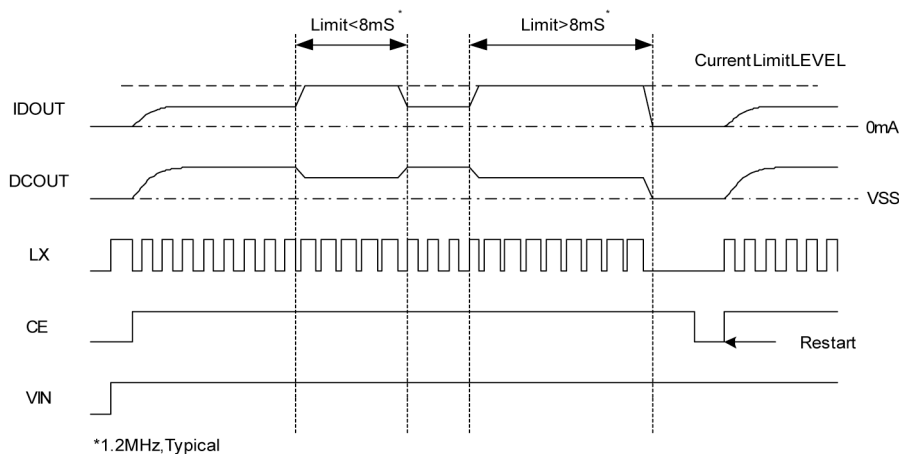 Limit<8mS*
Limit>8mS*
CurrentLimitLEVEL
IDOUT
0mA
DCOUT
VSS
LX
CE
Restart
VIN
*1.2MHz,Typical